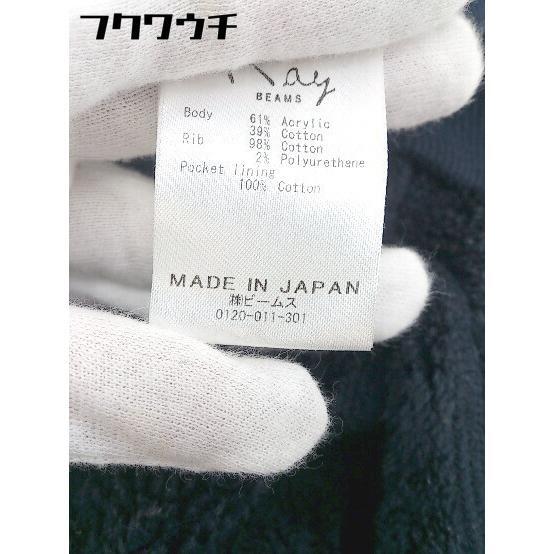 フクワウチ
Ray
BEAMS
Body 61% Acrylic
39% Cotton
Rib 98% Cotton
2% Polyurethane
Pocket lining
100% Cotton
MADE IN JAPAN
㈱ビームス
0120-011-301